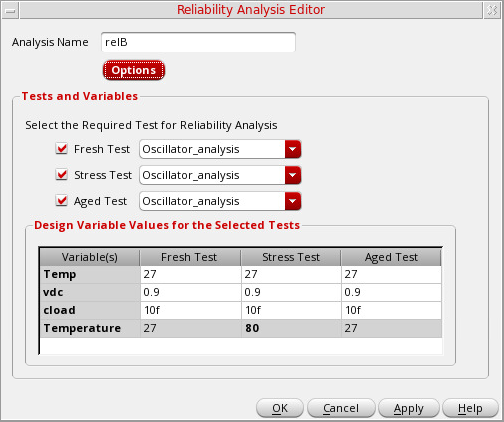 Reliability Analysis Editor
Analysis Name relB
Options
Tests and Variables
Select the Required Test for Reliability Analysis
Fresh Test Oscillator_analysis
Stress Test Oscillator_analysis
Aged Test Oscillator_analysis
Design Variable Values for the Selected Tests
Variable(s) Fresh Test Stress Test Aged Test
Temp 27 27 27
vdc 0.9 0.9 0.9
cload 10f 10f 10f
Temperature 27 80 27
OK Cancel Apply Help